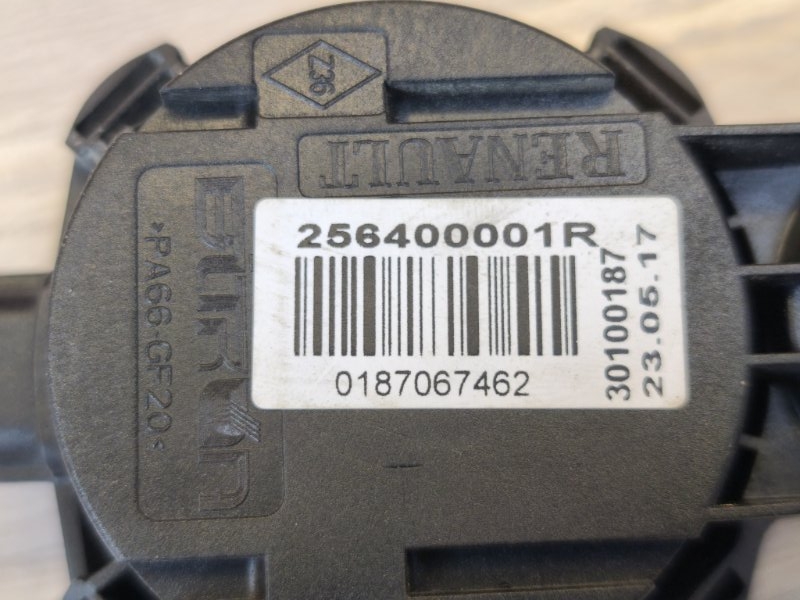 Z36
RENAULT
256400001R
0187067462
30100187
23.05.17
>PA66-GF20<